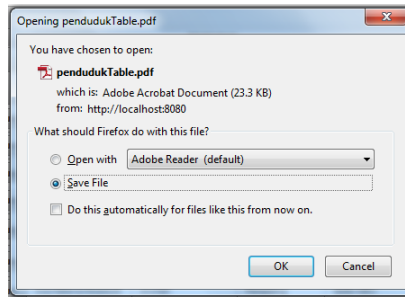 Opening pendudukTable.pdf
You have chosen to open:
pendudukTable.pdf
which is: Adobe Acrobat Document (23.3 KB)
from: http://localhost:8080
What should Firefox do with this file?
Open with Adobe Reader (default)
Save File
Do this automatically for files like this from now on.
OK Cancel